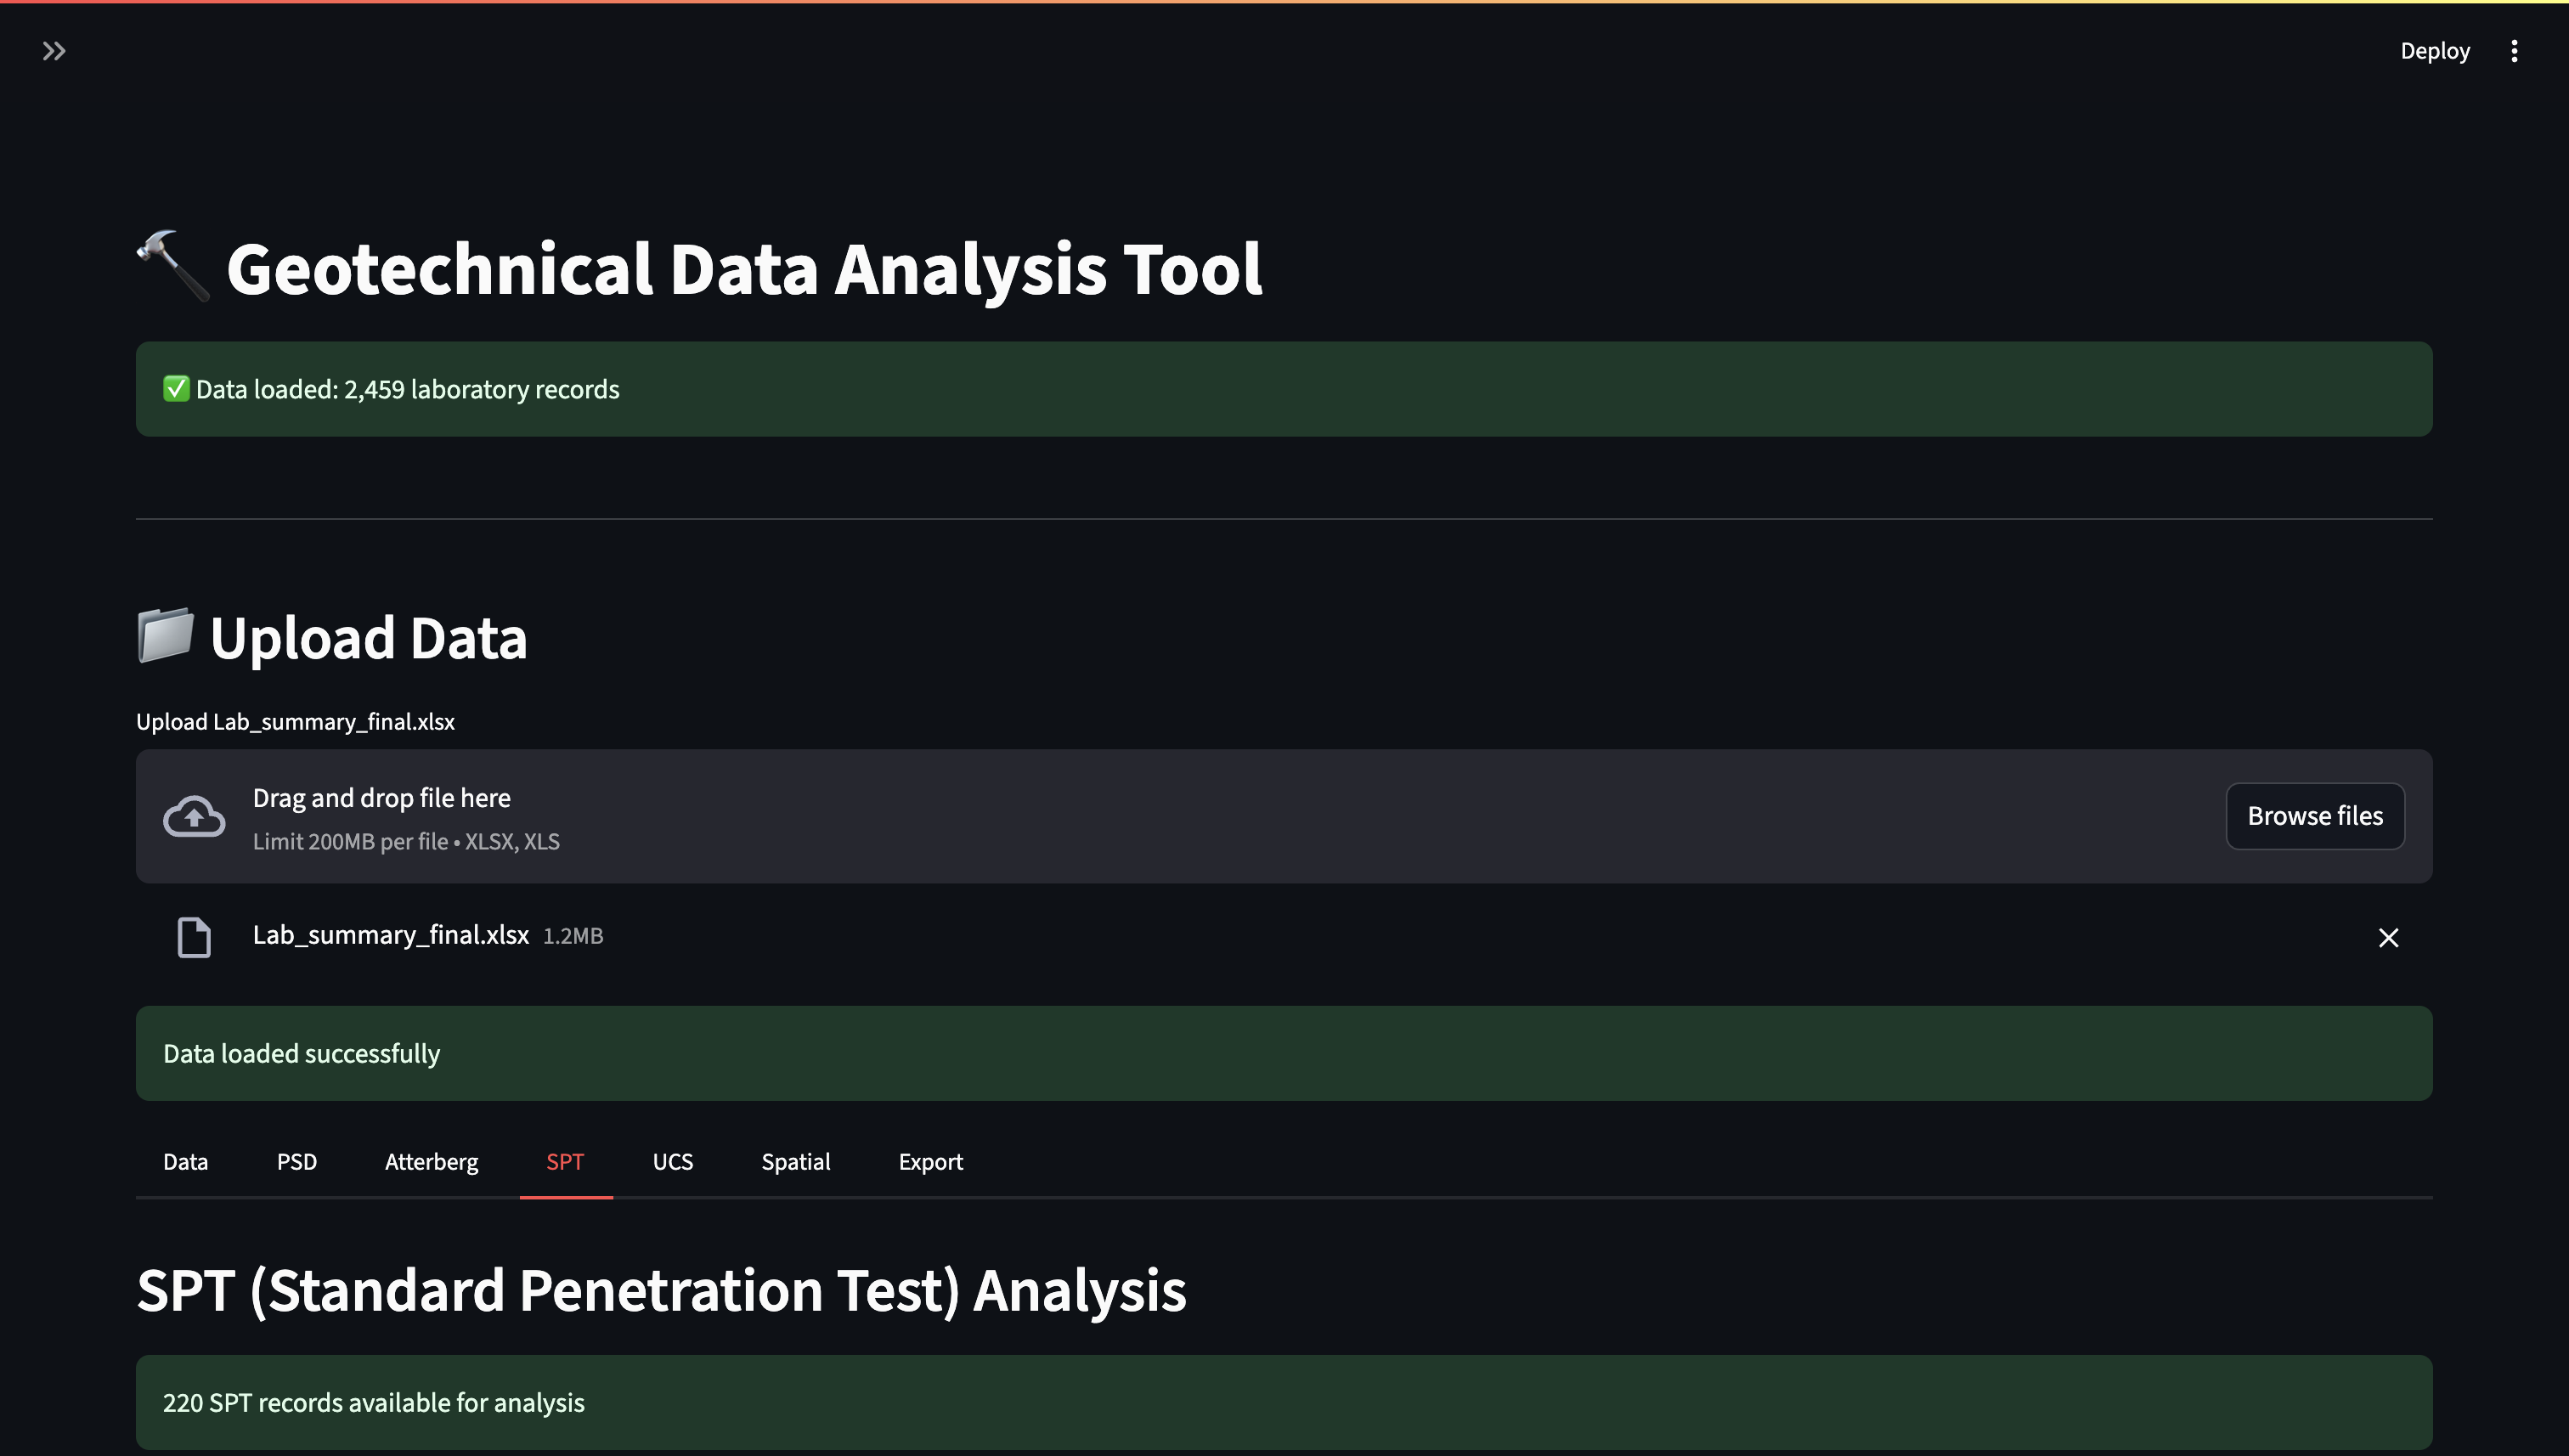 Deploy
Geotechnical Data Analysis Tool
Data loaded: 2,459 laboratory records
Upload Data
Upload Lab_summary_final.xlsx
Drag and drop file here
Limit 200MB per file • XLSX, XLS
Browse files
Lab_summary_final.xlsx 1.2MB
Data loaded successfully
Data PSD Atterberg SPT UCS Spatial Export
SPT (Standard Penetration Test) Analysis
220 SPT records available for analysis